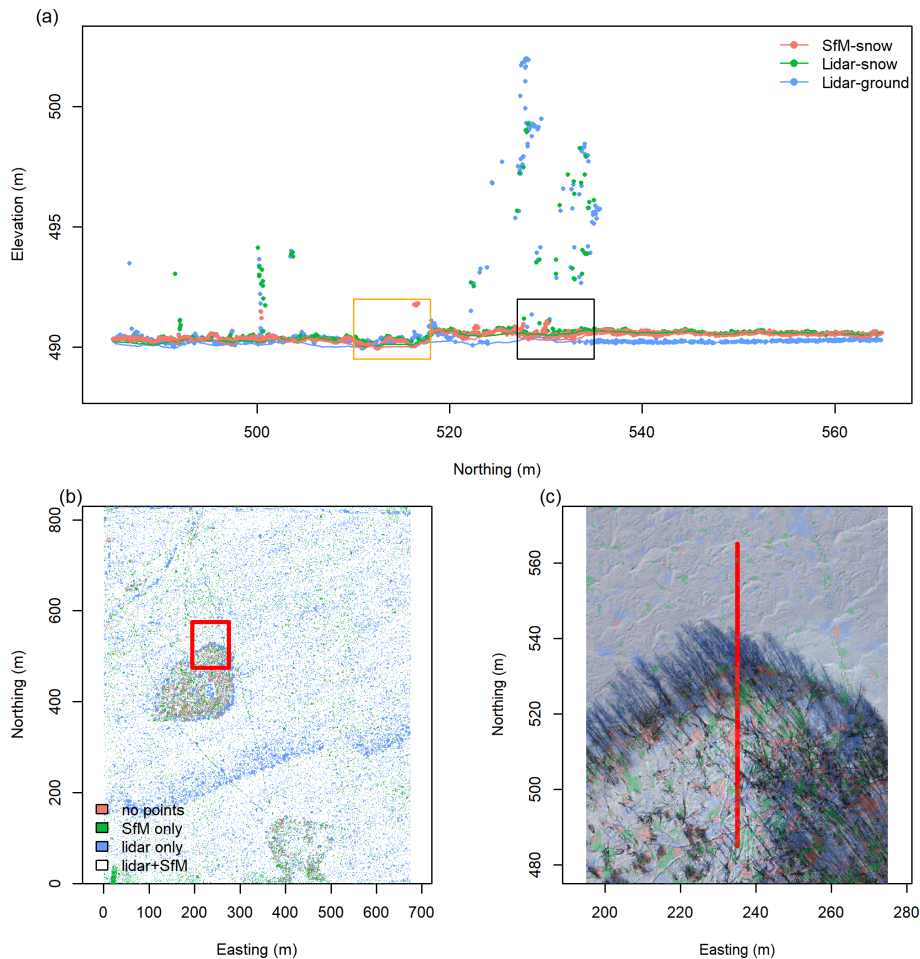 (a)
SfM-snow
Lidar-snow
Lidar-ground
500
495
490
Elevation (m)
500
520
540
560
Northing (m)
(b)
800
600
400
200
0
Northing (m)
no points
SfM only
lidar only
lidar+SfM
0 100 200 300 400 500 600 700
Easting (m)
(c)
560
540
520
500
480
Northing (m)
200
220
240
260
280
Easting (m)